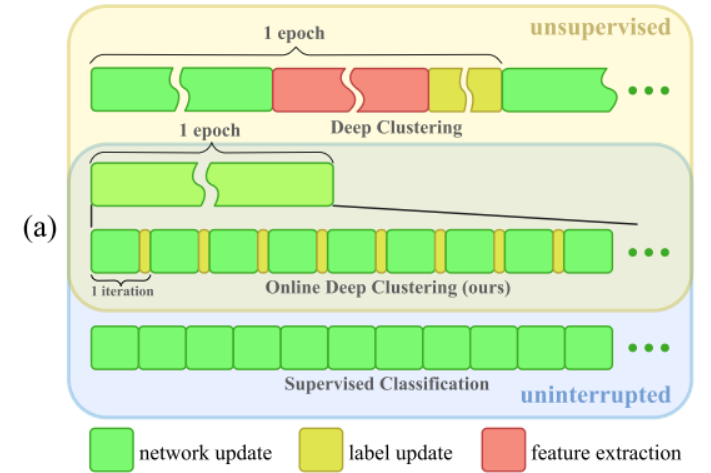 1 epoch
unsupervised
Deep Clustering
1 epoch
(a)
1 iteration
Online Deep Clustering (ours)
Supervised Classification
uninterrupted
network update
label update
feature extraction